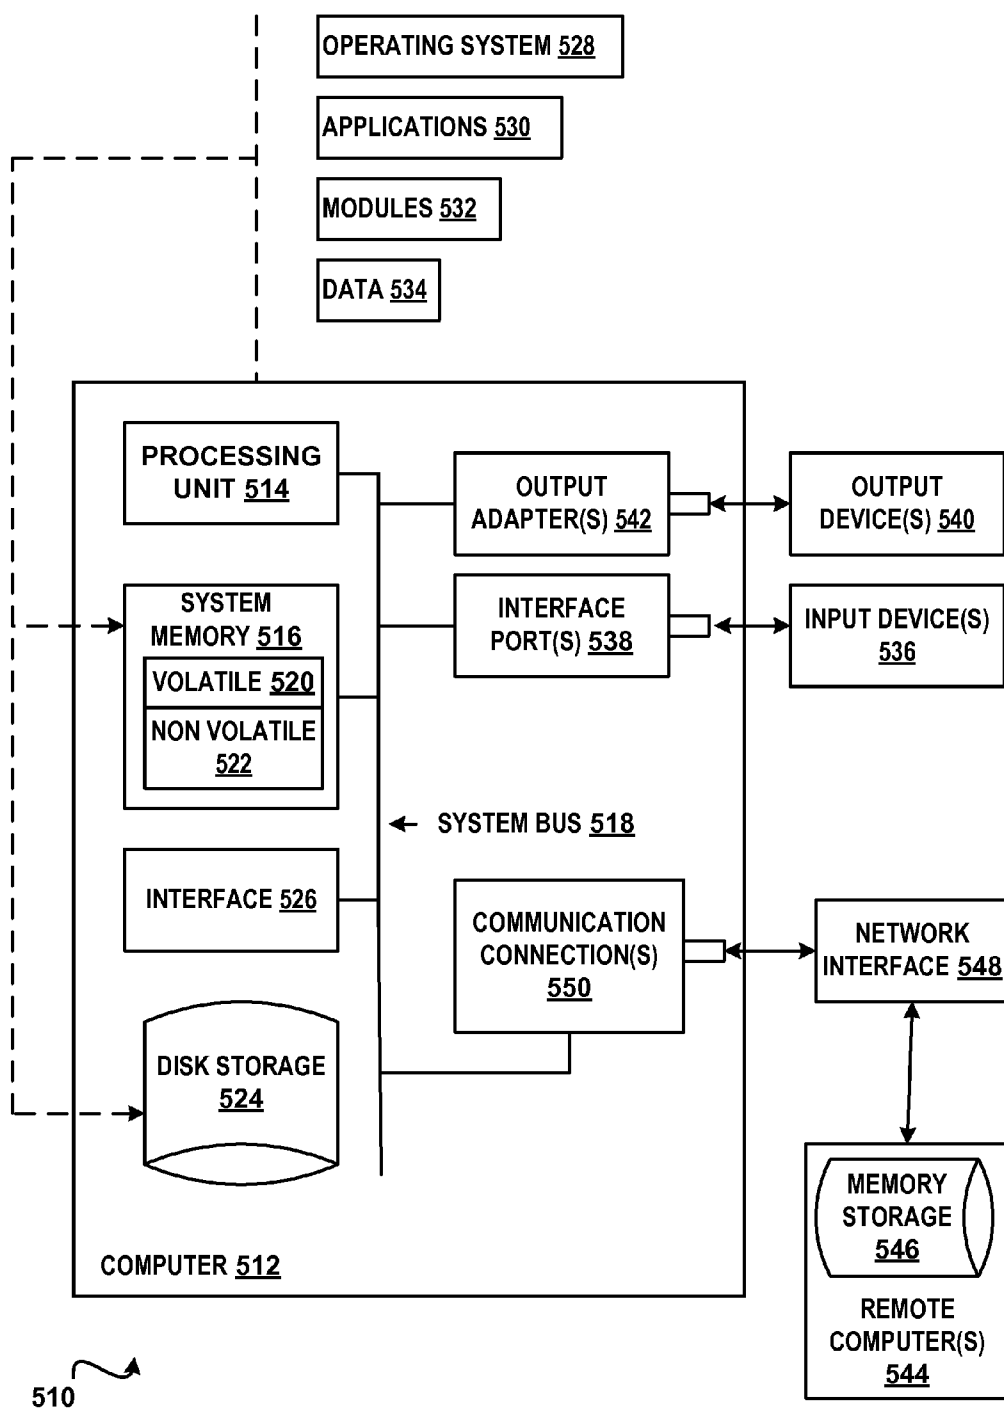 OPERATING SYSTEM 528
APPLICATIONS 530
MODULES 532
DATA 534
PROCESSING
UNIT 514
OUTPUT
ADAPTER(S) 542
OUTPUT
DEVICE(S) 540
SYSTEM
MEMORY 516
VOLATILE 520
NON VOLATILE
522
INTERFACE
PORT(S) 538
INPUT DEVICE(S)
536
SYSTEM BUS 518
INTERFACE 526
COMMUNICATION
CONNECTION(S)
550
NETWORK
INTERFACE 548
DISK STORAGE
524
MEMORY
STORAGE
546
REMOTE
COMPUTER(S)
544
COMPUTER 512
510